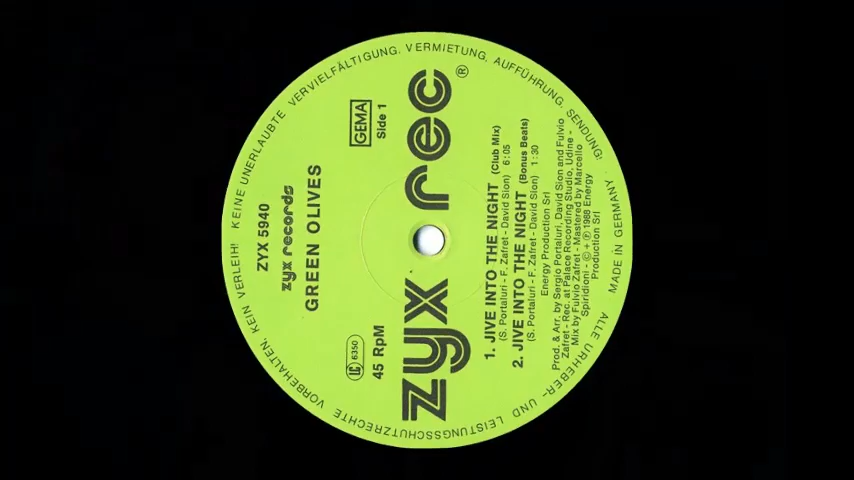 KEINE UNERLAUBTE VERVIELFÄLTIGUNG, VERMIETUNG, AUFFÜHRUNG, SENDUNG!
ALLE URHEBER- UND LEISTUNGSSCHUTZRECHTE VORBEHALTEN, KEIN VERLEIH!
ZYX 5940
zyx records
GREEN OLIVES
LC 6350
45 RpM
GEMA
Side 1
zyx rec ®
1. JIVE INTO THE NIGHT (Club Mix)
(S. Portaluri - F. Zafret - David Sion) 6:05
2. JIVE INTO THE NIGHT (Bonus Beats)
(S. Portaluri - F. Zafret - David Sion) 1:30
Energy Production Srl
Prod. & Arr. by Sergio Portaluri, David Sion and Fulvio
Zafret - Rec. at Palace Recording Studio, Udine -
Mix by Fulvio Zafret - Mastered by Marcello
Spiridioni - © + ℗ 1988 Energy
Production Srl
MADE IN GERMANY